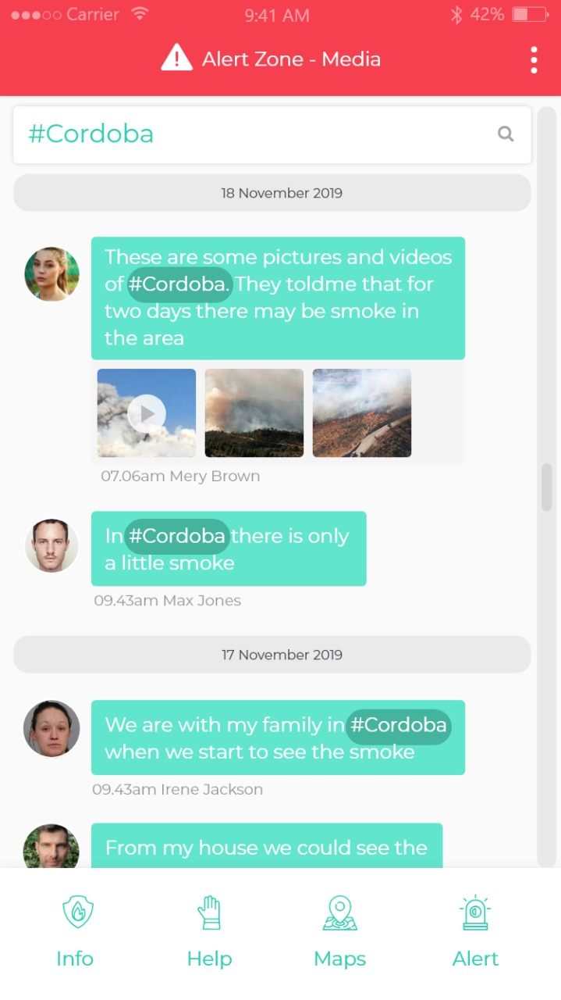 Carrier 9:41 AM 42%
Alert Zone - Media
#Cordoba
18 November 2019
These are some pictures and videos
of #Cordoba. They toldme that for
two days there may be smoke in
the area
07.06am Mery Brown
In #Cordoba there is only
a little smoke
09.43am Max Jones
17 November 2019
We are with my family in #Cordoba
when we start to see the smoke
09.43am Irene Jackson
From my house we could see the
Info Help Maps Alert